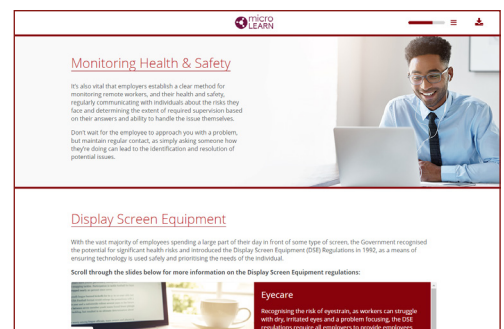 micro
LEARN
Monitoring Health & Safety
It's also vital that employers establish a clear method for
monitoring remote workers, and their health and safety,
regularly communicating with individuals about the risks they
face and determining the extent of required supervision based
on their answers and ability to handle the issue themselves.
Don't wait for the employee to approach you with a problem,
but maintain regular contact, as simply asking someone how
they're doing can lead to the identification and resolution of
potential issues.
Display Screen Equipment
With the vast majority of employees spending a large part of their day in front of some type of screen, the Government recognised
the potential for significant health risks and introduced the Display Screen Equipment (DSE) Regulations in 1992, as a means of
ensuring technology is used safely and prioritising the needs of the individual.
Scroll through the slides below for more information on the Display Screen Equipment regulations:
Eyecare
Recognising the risk of eyestrain, as workers can struggle
with dry, irritated eyes and a problem focusing, the DSE
regulations require all employers to provide employees